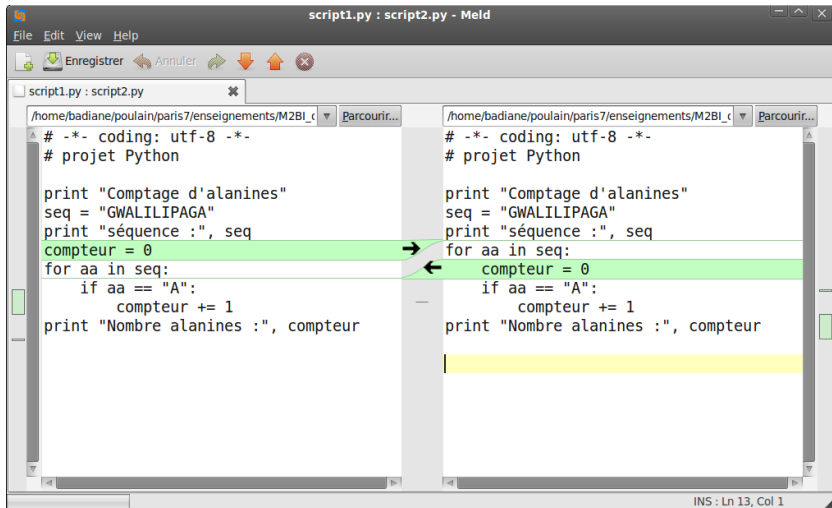 script1.py : script2.py - Meld
File Edit View Help
Enregistrer Annuler
script1.py : script2.py
/home/badiane/poulain/paris7/enseignements/M2BI_ Parcourir...
# -*- coding: utf-8 -*-
# projet Python
print "Comptage d'alanines"
seq = "GWALILIPAGA"
print "séquence :", seq
compteur = 0
for aa in seq:
    if aa == "A":
        compteur += 1
print "Nombre alanines :", compteur
/home/badiane/poulain/paris7/enseignements/M2BI_ Parcourir...
# -*- coding: utf-8 -*-
# projet Python
print "Comptage d'alanines"
seq = "GWALILIPAGA"
print "séquence :", seq
for aa in seq:
    compteur = 0
    if aa == "A":
        compteur += 1
print "Nombre alanines :", compteur
INS : Ln 13, Col 1